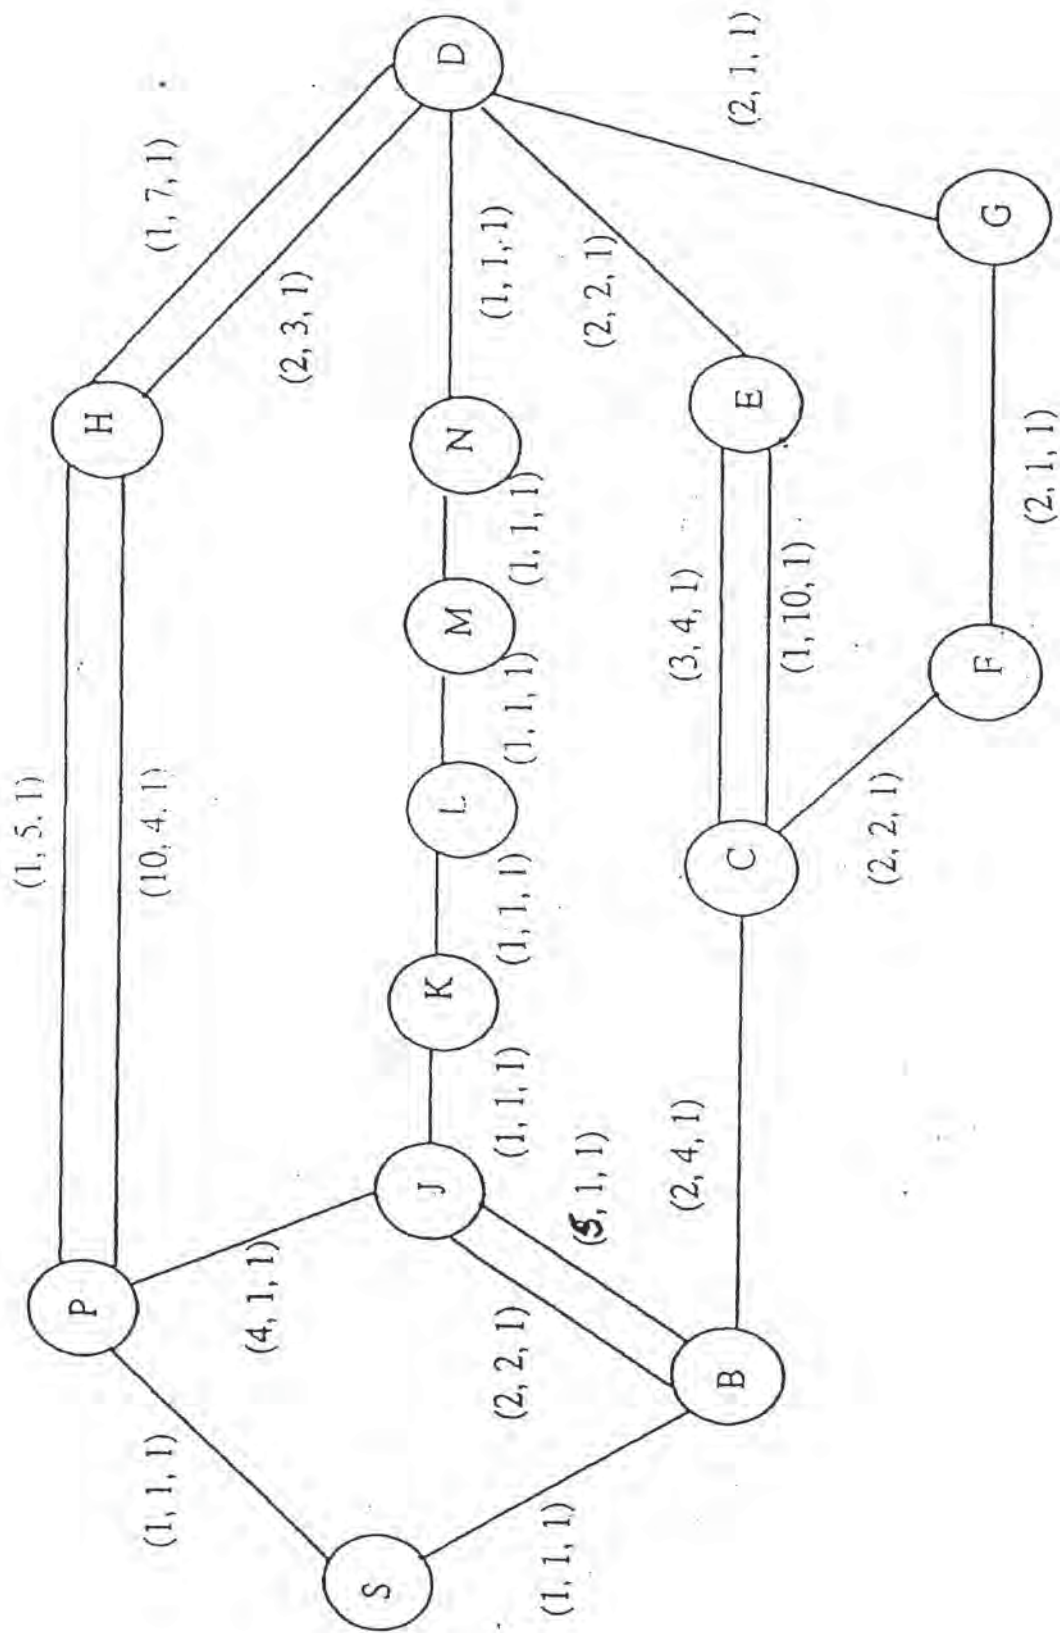 (1, 5, 1)
(10, 4, 1)
P
H
(1, 7, 1)
(2, 3, 1)
(1, 1, 1)
(4, 1, 1)
S
J
(1, 1, 1)
K
(1, 1, 1)
L
(1, 1, 1)
M
(1, 1, 1)
N
(1, 1, 1)
D
(2, 2, 1)
(5, 1, 1)
(1, 1, 1)
B
(2, 4, 1)
C
(3, 4, 1)
(1, 10, 1)
E
(2, 2, 1)
(2, 1, 1)
(2, 2, 1)
F
(2, 1, 1)
G